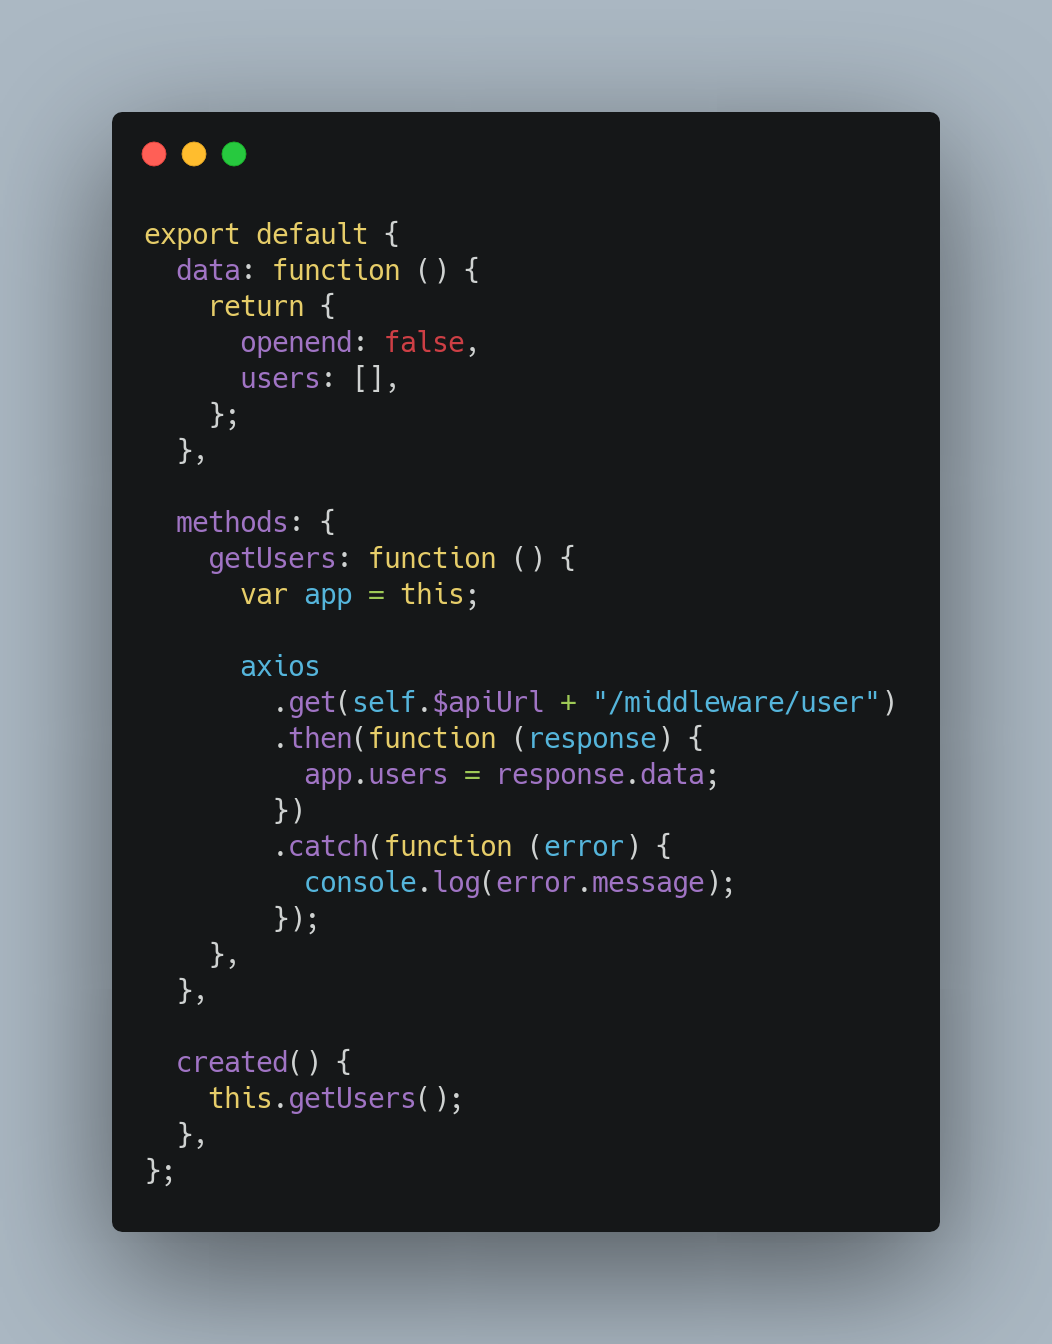 export default {
  data: function () {
    return {
      openend: false,
      users: [],
    };
  },

  methods: {
    getUsers: function () {
      var app = this;

      axios
        .get(self.$apiUrl + "/middleware/user")
        .then(function (response) {
          app.users = response.data;
        })
        .catch(function (error) {
          console.log(error.message);
        });
    },
  },

  created() {
    this.getUsers();
  },
};